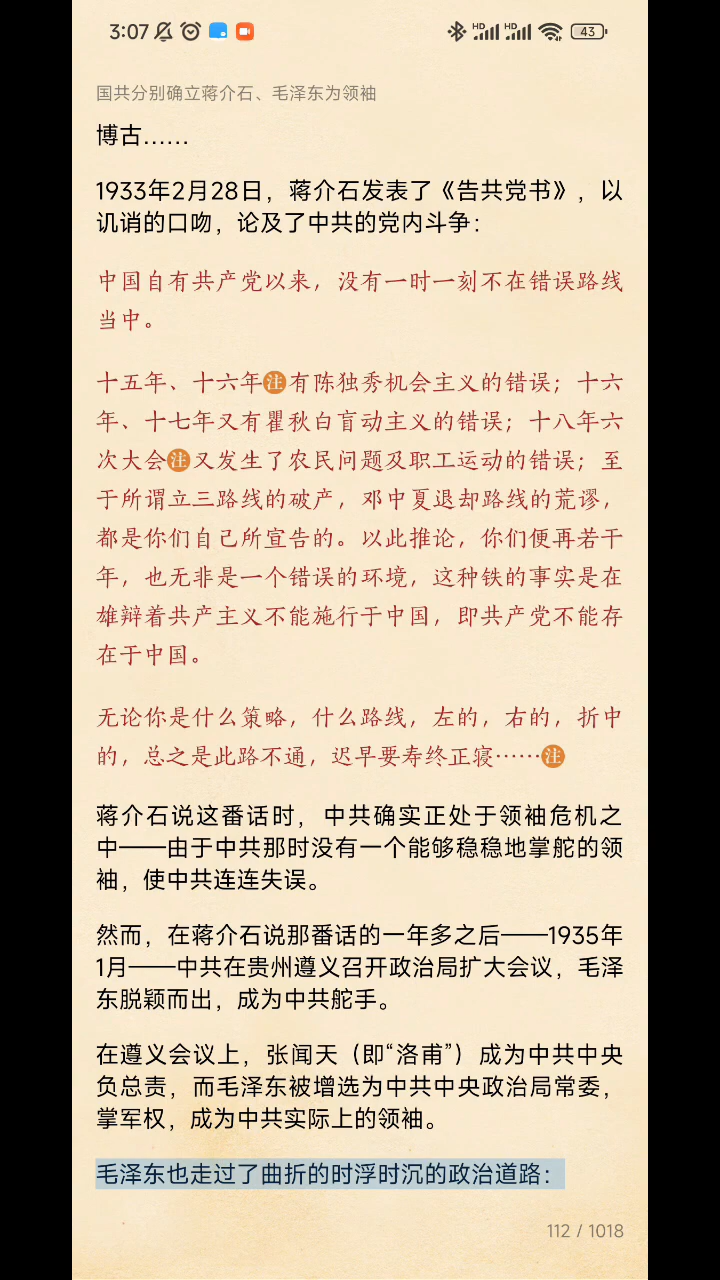 3:07
HD HD 43
国共分别确立蒋介石、毛泽东为领袖
博古……
1933年2月28日，蒋介石发表了《告共党书》，以
讥诮的口吻，论及了中共的党内斗争：
中国自有共产党以来，没有一时一刻不在错误路线
当中。
十五年、十六年注有陈独秀机会主义的错误；十六
年、十七年又有瞿秋白盲动主义的错误；十八年六
次大会注又发生了农民问题及职工运动的错误；至
于所谓立三路线的破产，邓中夏退却路线的荒谬，
都是你们自己所宣告的。以此推论，你们便再若干
年，也无非是一个错误的环境，这种铁的事实是在
雄辩着共产主义不能施行于中国，即共产党不能存
在于中国。
无论你是什么策略，什么路线，左的，右的，折中
的，总之是此路不通，迟早要寿终正寝……注
蒋介石说这番话时，中共确实正处于领袖危机之
中——由于中共那时没有一个能够稳稳地掌舵的领
袖，使中共连连失误。
然而，在蒋介石说那番话的一年多之后——1935年
1月——中共在贵州遵义召开政治局扩大会议，毛泽
东脱颖而出，成为中共舵手。
在遵义会议上，张闻天（即“洛甫”）成为中共中央
负总责，而毛泽东被增选为中共中央政治局常委，
掌军权，成为中共实际上的领袖。
毛泽东也走过了曲折的时浮时沉的政治道路：
112 / 1018